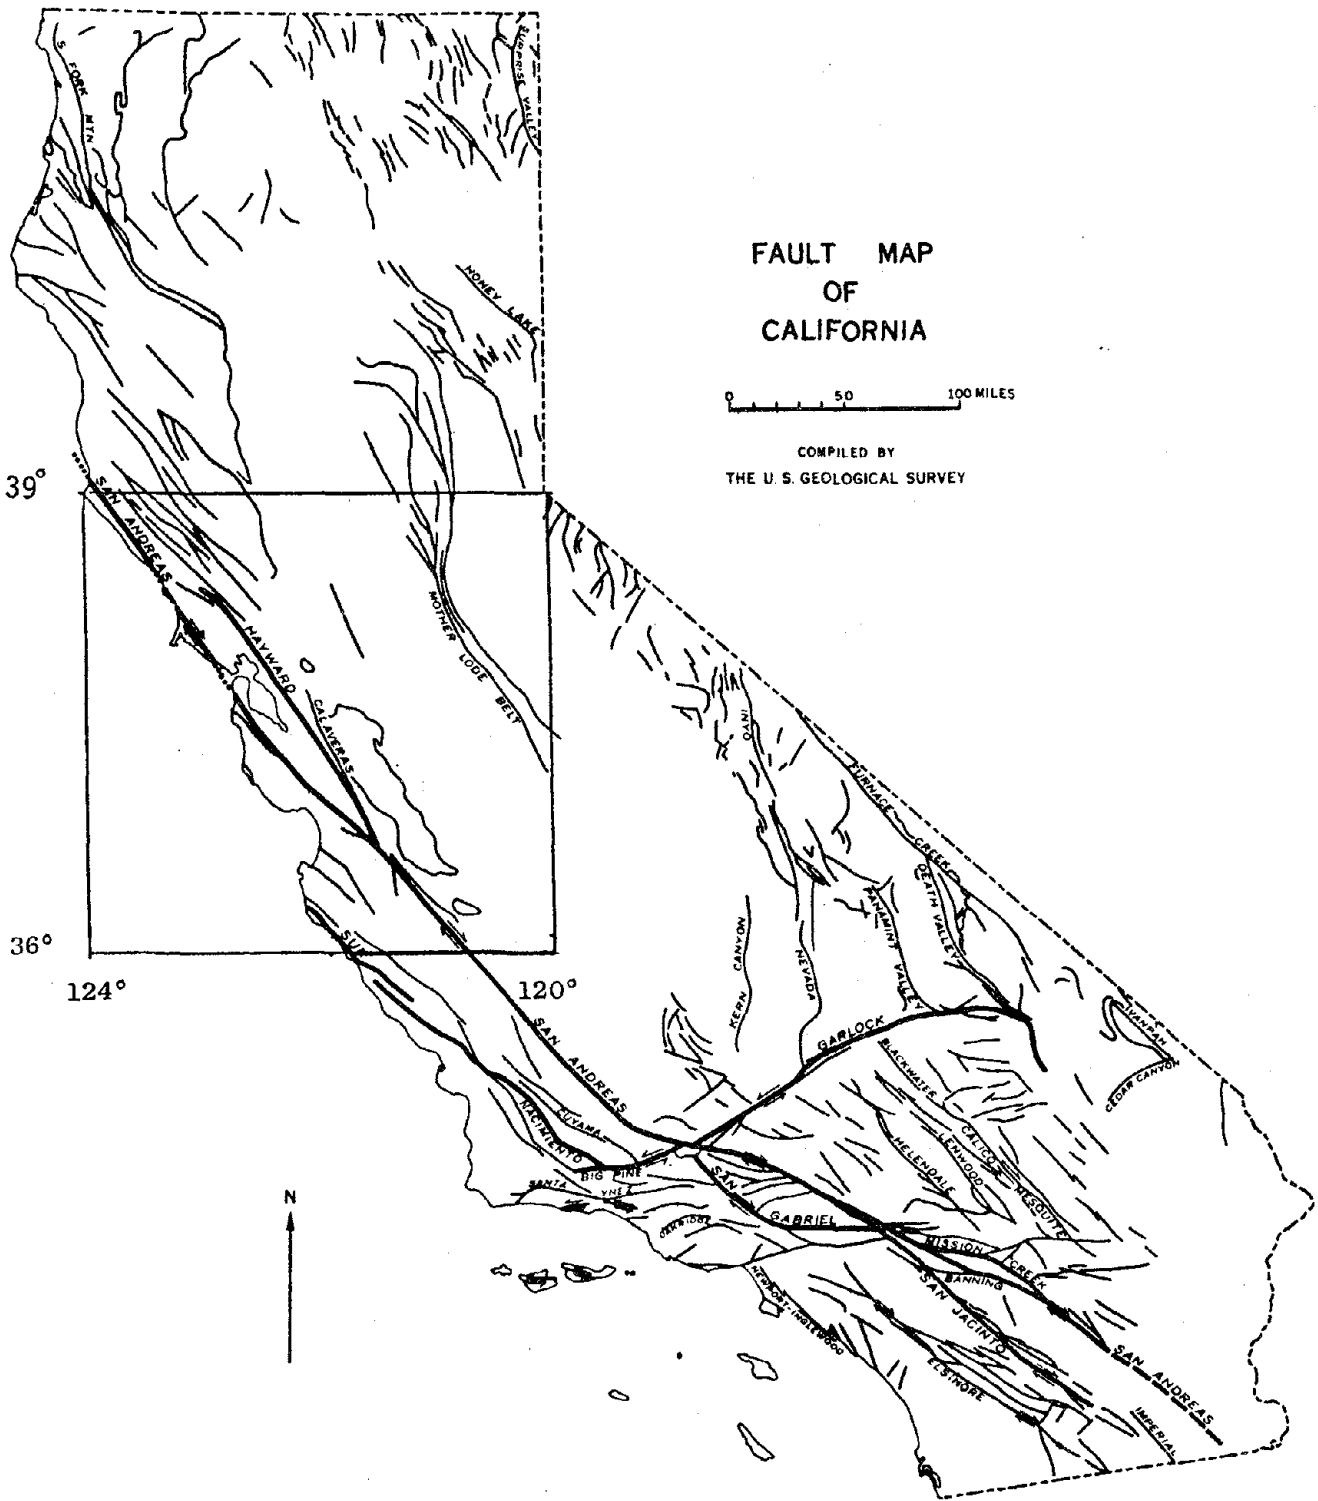 S FORK MTN
SURPRISE VALLEY
HONEY LAKE
FAULT MAP
OF
CALIFORNIA
0 50 100 MILES
COMPILED BY
THE U. S. GEOLOGICAL SURVEY
39°
SAN ANDREAS
HAYWARD
CALAVERAS
MOTHER LODE BELT
INYO
FURNACE CREEK
DEATH VALLEY
PANAMINT VALLEY
KERN CANYON
NEVADA
36°
124°
120°
SUR
SAN ANDREAS
GARLOCK
IVANPAH
CEDAR CANYON
BLACKWATER
CALICO
MESQUITE
LENWOOD
HELENDALE
NACIMIENTO
CUYAMA
BIG PINE
SANTA YNEZ
OAKRIDGE
SAN GABRIEL
MISSION CREEK
BANNING
SAN JACINTO
NEWPORT-INGLEWOOD
ELSINORE
SAN ANDREAS
IMPERIAL
N